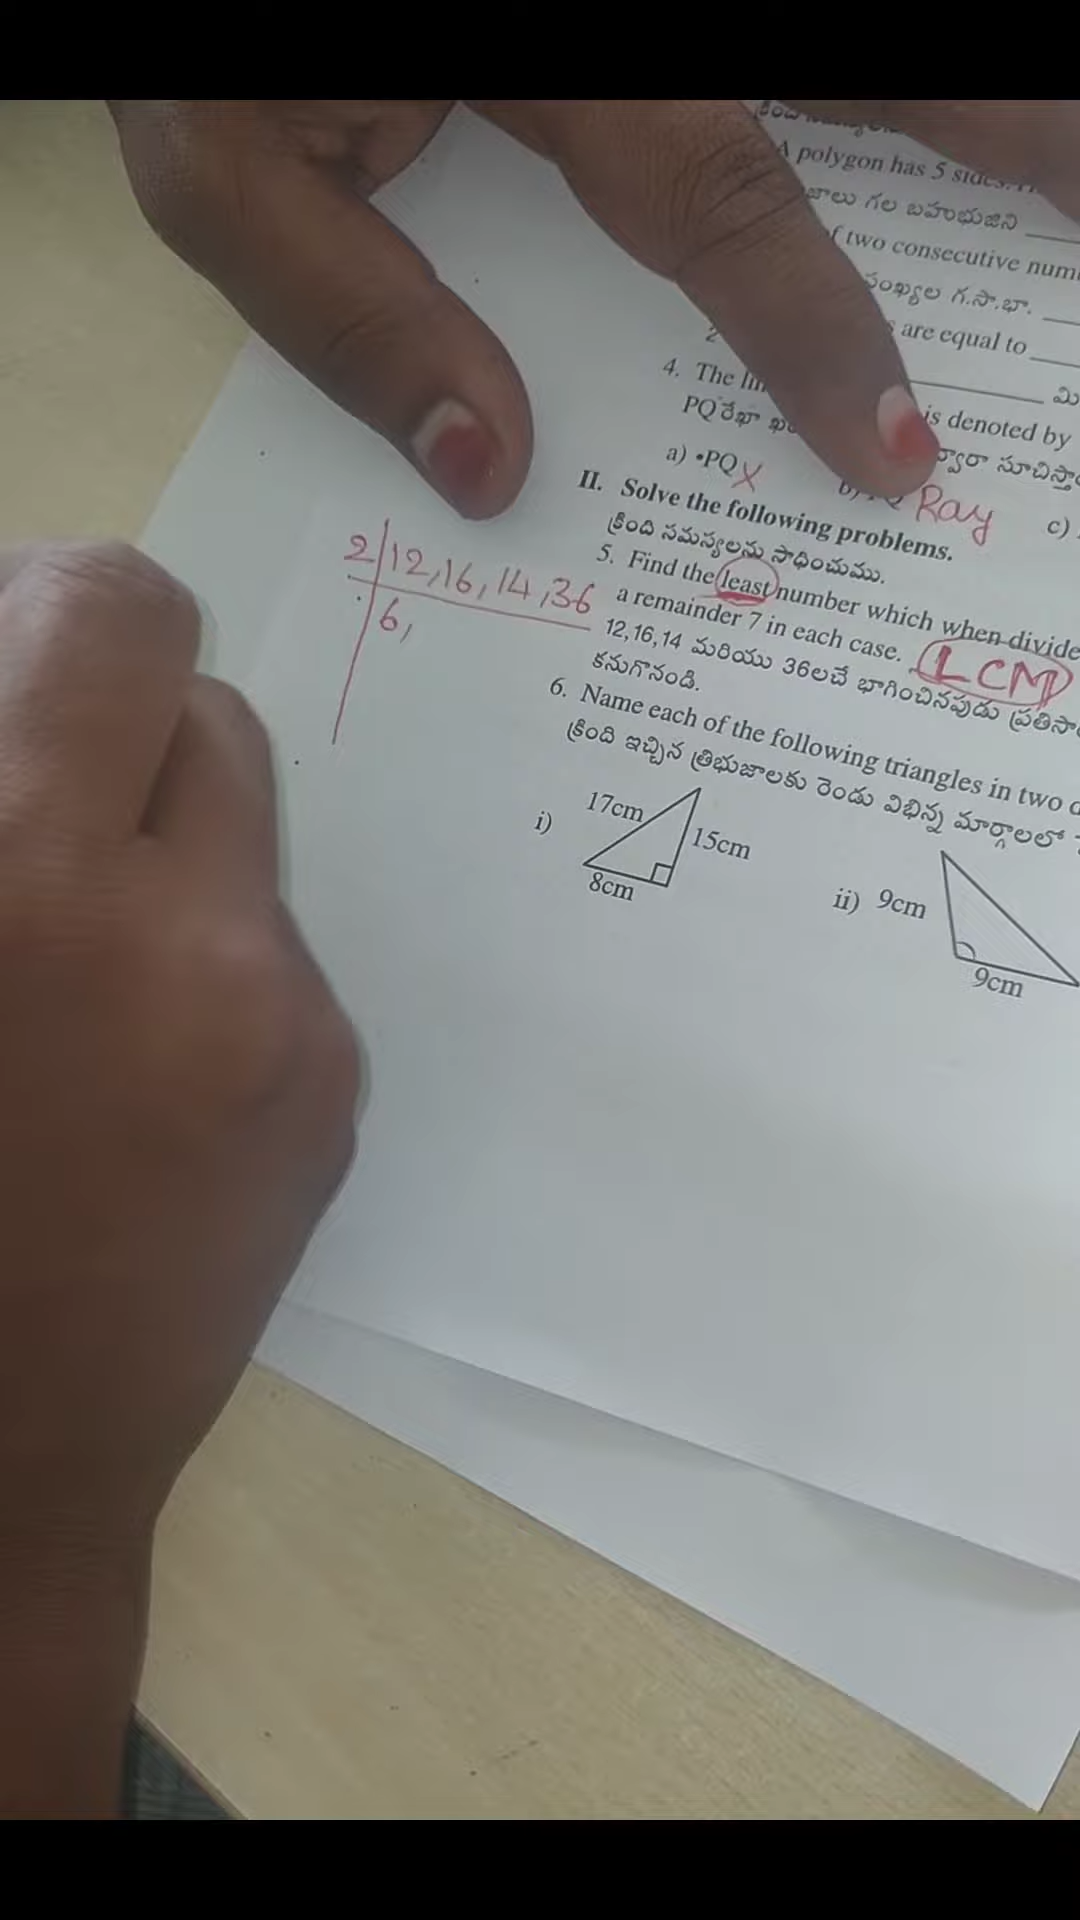 A polygon has 5 sides.
గల బహుభుజిని
of two consecutive
సంఖ్యల గ.సా.భా.
are equal to
2
4. The
మి
is denoted by
PQ రేఖా
ద్వారా
a) •PQ X
b)
Ray
c)
II. Solve the following problems.
క్రింది సమస్యలను సాధించుము.
5. Find the least number which when
a remainder 7 in each case. LCM
12,16,14 మరియు 36లచే భాగించినపుడు
కనుగొనండి.
2 12,16,14,36
6,
6. Name each of the following triangles in two
క్రింది ఇచ్చిన త్రిభుజాలకు రెండు విభిన్న మార్గాలలో
i) 17cm 15cm 8cm
ii) 9cm 9cm